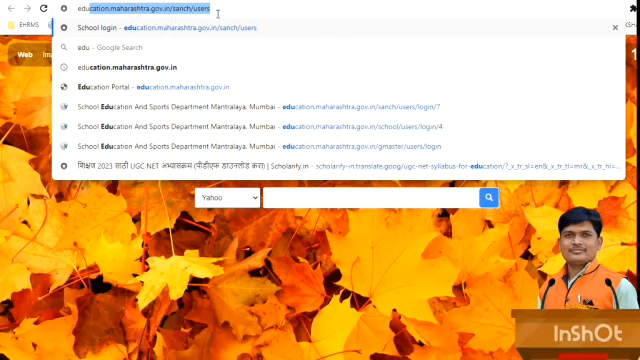 education.maharashtra.gov.in/sanch/users
EHRMS
School login - education.maharashtra.gov.in/sanch/users
edu - Google Search
Web
education.maharashtra.gov.in
Education Portal - education.maharashtra.gov.in
School Education And Sports Department Mantralaya, Mumbai - education.maharashtra.gov.in/sanch/users/login/7
School Education And Sports Department Mantralaya, Mumbai - education.maharashtra.gov.in/school/users/login/4
School Education And Sports Department Mantralaya, Mumbai - education.maharashtra.gov.in/gmaster/users/login
शिक्षण 2023 साठी UGC NET अभ्यासक्रम (पीडीएफ डाउनलोड करा) | Scholarify.in - scholarify-in.translate.goog/ugc-net-syllabus-for-education/?_x_tr_sl=en&_x_tr_tl=mr&_x_tr_hl=...
Yahoo
InShOt